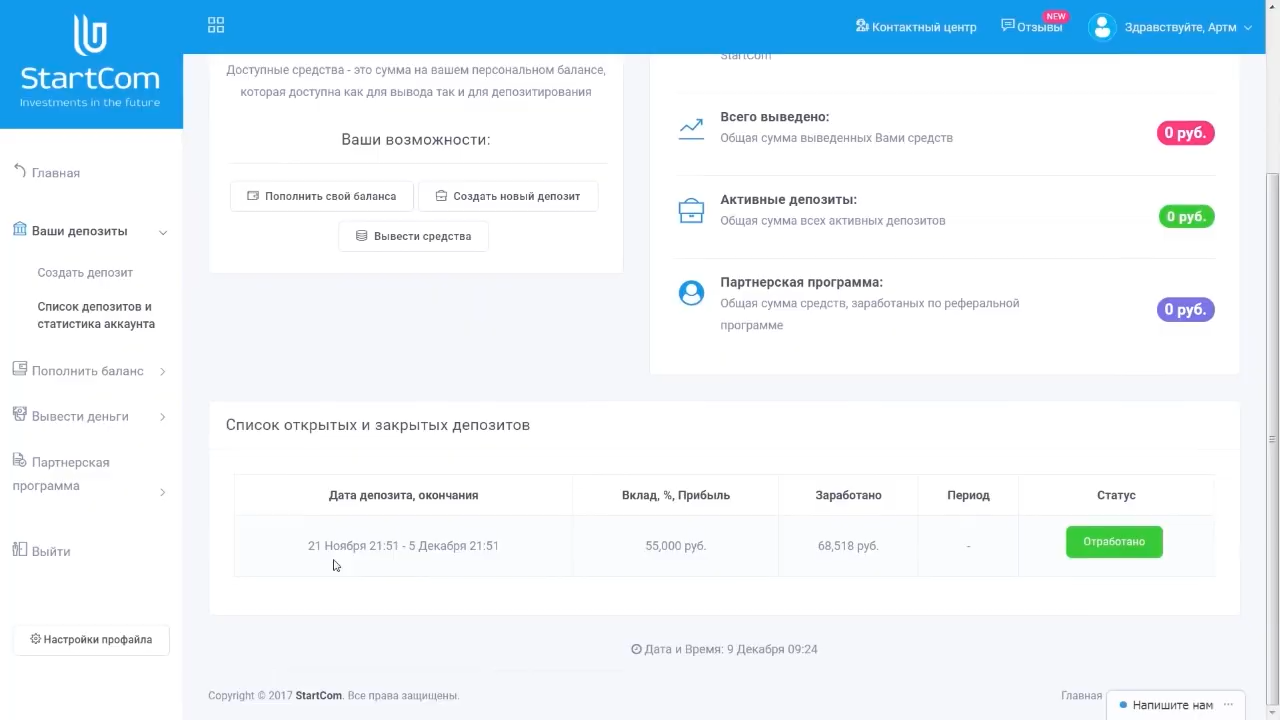 StartCom
Investments in the future
Контактный центр
Отзывы
NEW
Здравствуйте, Артм
Главная
Ваши депозиты
Создать депозит
Список депозитов и
статистика аккаунта
Пополнить баланс
Вывести деньги
Партнерская
программа
Выйти
Настройки профайла
Доступные средства - это сумма на вашем персональном балансе,
которая доступна как для вывода так и для депозитирования
Ваши возможности:
Пополнить свой баланса
Создать новый депозит
Вывести средства
StartCom
Всего выведено:
Общая сумма выведенных Вами средств
0 руб.
Активные депозиты:
Общая сумма всех активных депозитов
0 руб.
Партнерская программа:
Общая сумма средств, заработаных по реферальной
программе
0 руб.
Список открытых и закрытых депозитов
Дата депозита, окончания Вклад, %, Прибыль Заработано Период Статус
21 Ноября 21:51 - 5 Декабря 21:51 55,000 руб. 68,518 руб. - Отработано
Дата и Время: 9 Декабря 09:24
Copyright © 2017 StartCom. Все права защищены.
Главная
Напишите нам